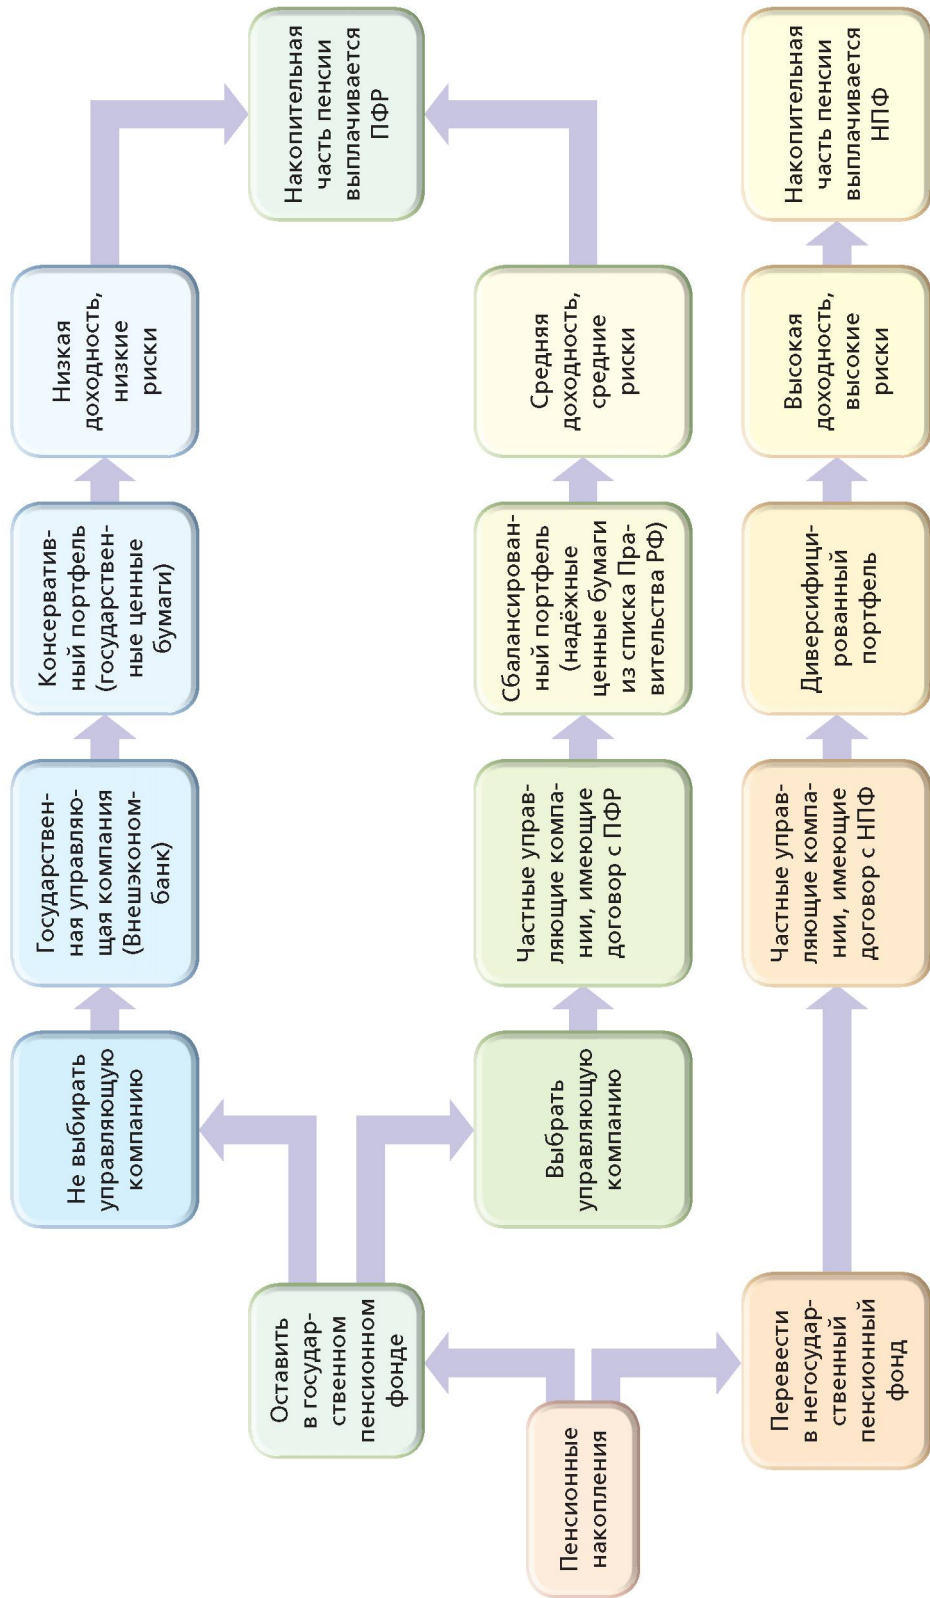 Пенсионные
накопления
Оставить
в государ-
ственном
пенсионном
фонде
Перевести
в негосудар-
ственный
пенсионный
фонд
Не выбирать
управляющую
компанию
Выбрать
управляющую
компанию
Государствен-
ная управляю-
щая компания
(Внешэконом-
банк)
Частные управ-
ляющие компа-
нии, имеющие
договор с ПФР
Частные управ-
ляющие компа-
нии, имеющие
договор с НПФ
Консерватив-
ный портфель
(государствен-
ные ценные
бумаги)
Сбалансирован-
ный портфель
(надёжные
ценные бумаги
из списка Пра-
вительства РФ)
Диверсифици-
рованный
портфель
Низкая
доходность,
низкие
риски
Средняя
доходность,
средние
риски
Высокая
доходность,
высокие
риски
Накопительная
часть пенсии
выплачивается
ПФР
Накопительная
часть пенсии
выплачивается
НПФ